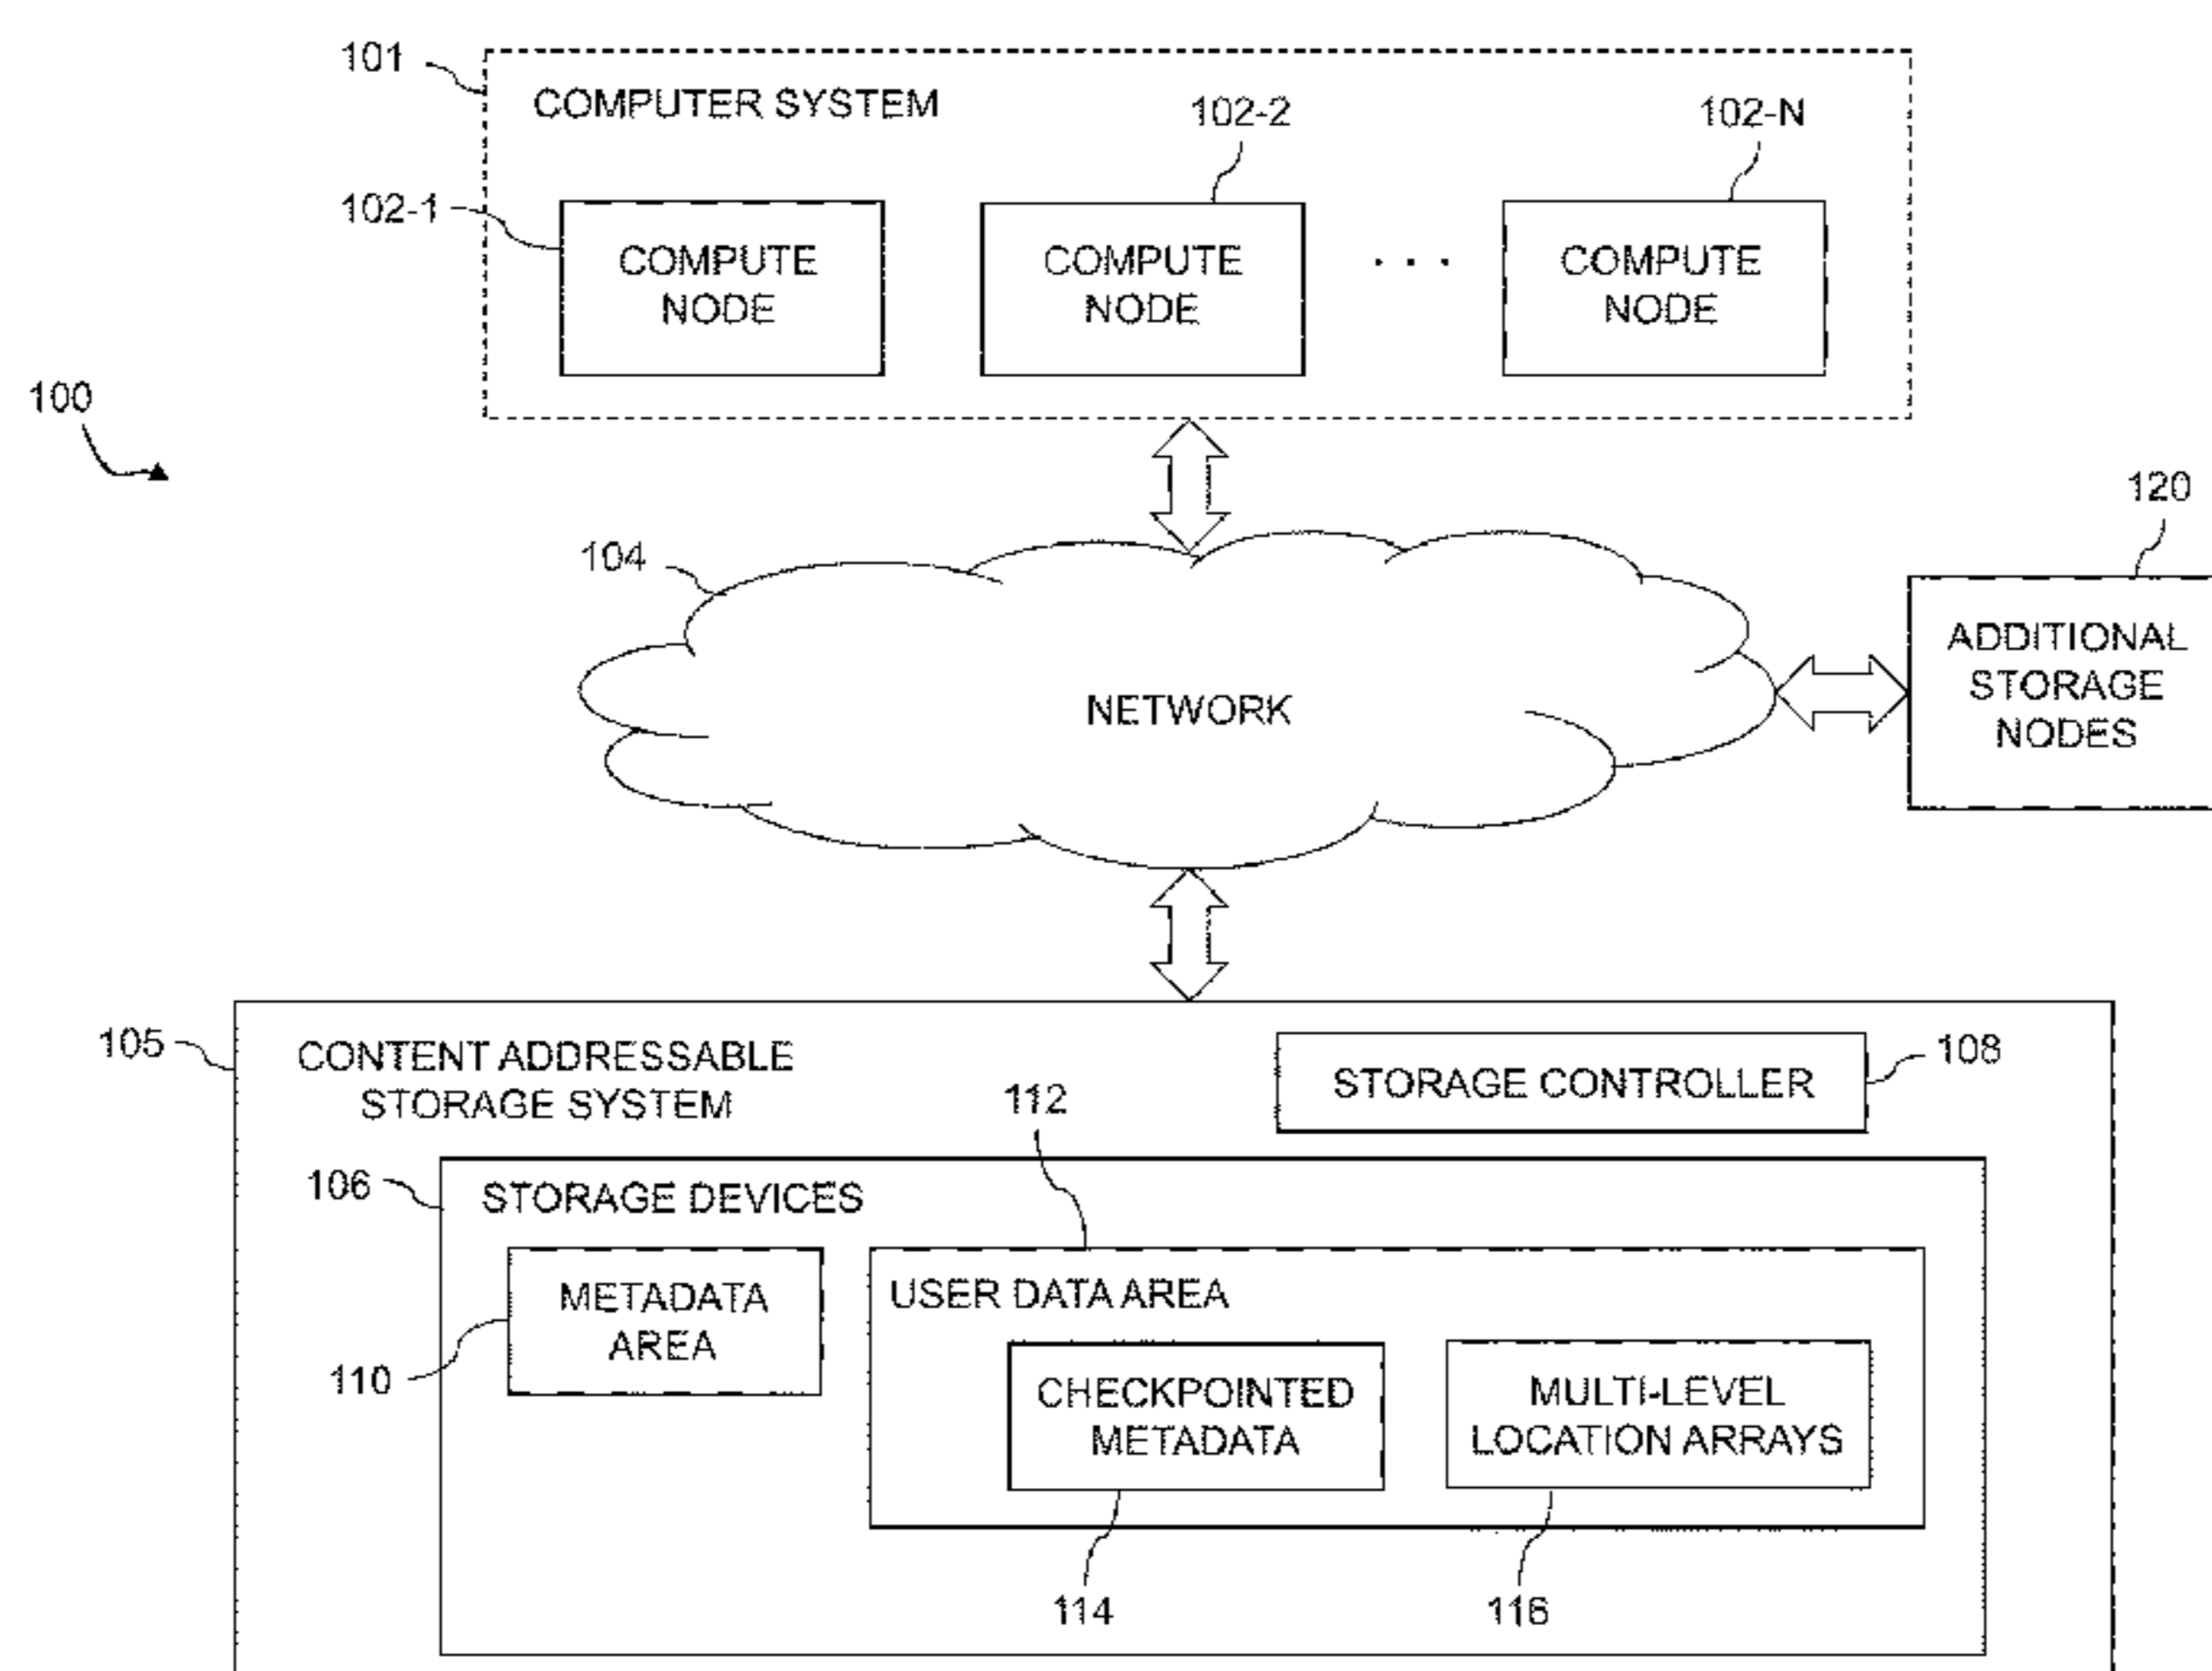 101
COMPUTER SYSTEM
102-2
102-N
102-1
COMPUTE
NODE
COMPUTE
NODE
. . .
COMPUTE
NODE
100
120
104
NETWORK
ADDITIONAL
STORAGE
NODES
105
CONTENT ADDRESSABLE
STORAGE SYSTEM
STORAGE CONTROLLER
108
112
106
STORAGE DEVICES
METADATA
AREA
110
USER DATA AREA
CHECKPOINTED
METADATA
MULTI-LEVEL
LOCATION ARRAYS
114
116